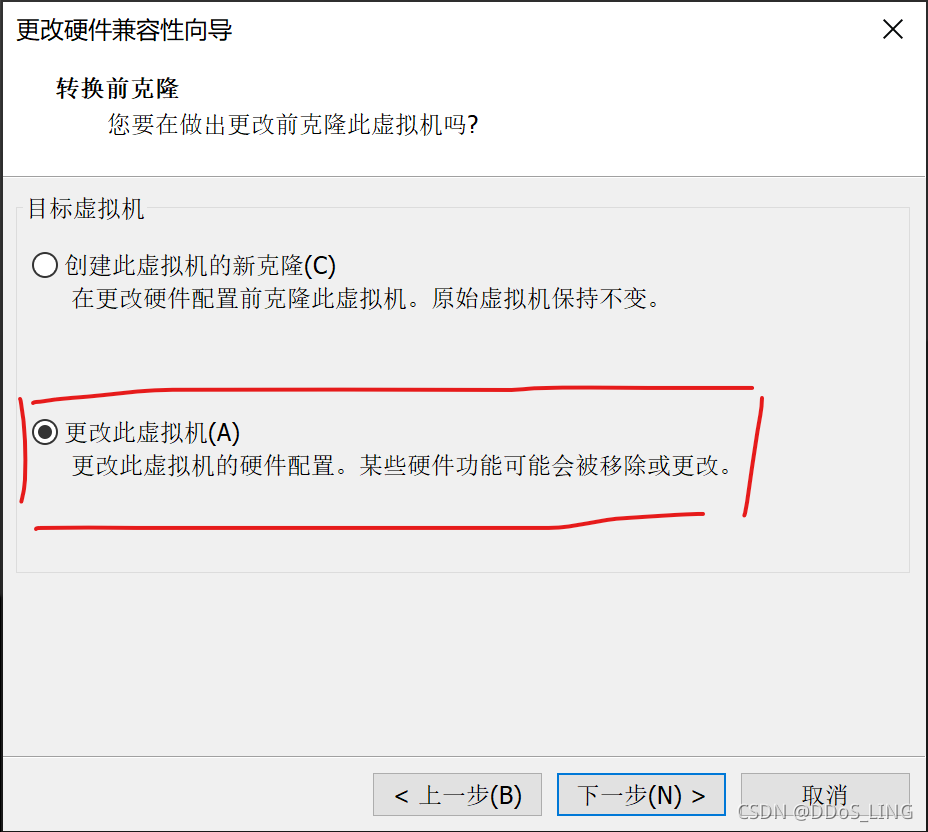 更改硬件兼容性向导
转换前克隆
您要在做出更改前克隆此虚拟机吗?
目标虚拟机
创建此虚拟机的新克隆(C)
在更改硬件配置前克隆此虚拟机。原始虚拟机保持不变。
更改此虚拟机(A)
更改此虚拟机的硬件配置。某些硬件功能可能会被移除或更改。
< 上一步(B)
下一步(N) >
取消
CSDN @DDoS_LING